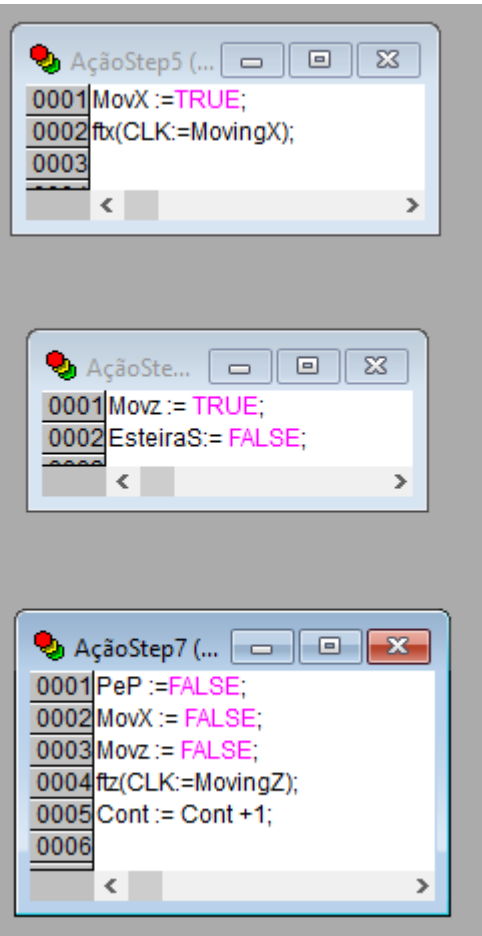 AçãoStep5 (...
0001 MovX :=TRUE;
0002 ftx(CLK:=MovingX);
0003
AçãoSte...
0001 Movz := TRUE;
0002 EsteiraS:= FALSE;
AçãoStep7 (...
0001 PeP :=FALSE;
0002 MovX := FALSE;
0003 Movz := FALSE;
0004 ftz(CLK:=MovingZ);
0005 Cont := Cont +1;
0006